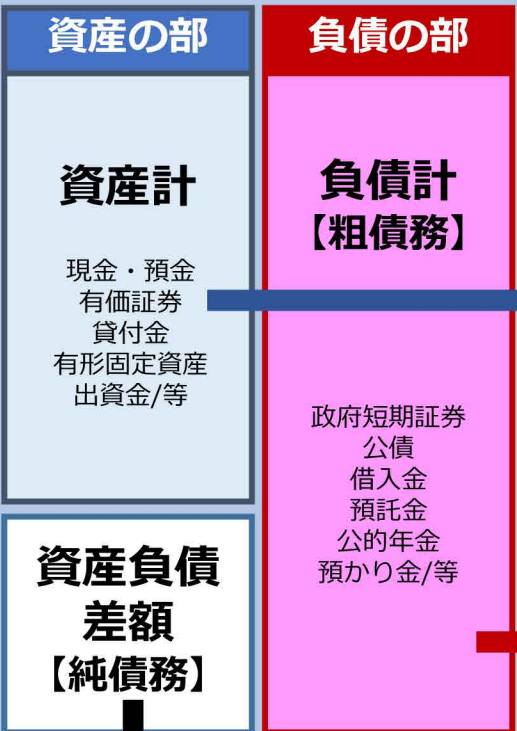 資産の部
資産計
現金・預金
有価証券
貸付金
有形固定資産
出資金/等
資産負債
差額
【純債務】
負債の部
負債計
【粗債務】
政府短期証券
公債
借入金
預託金
公的年金
預かり金/等